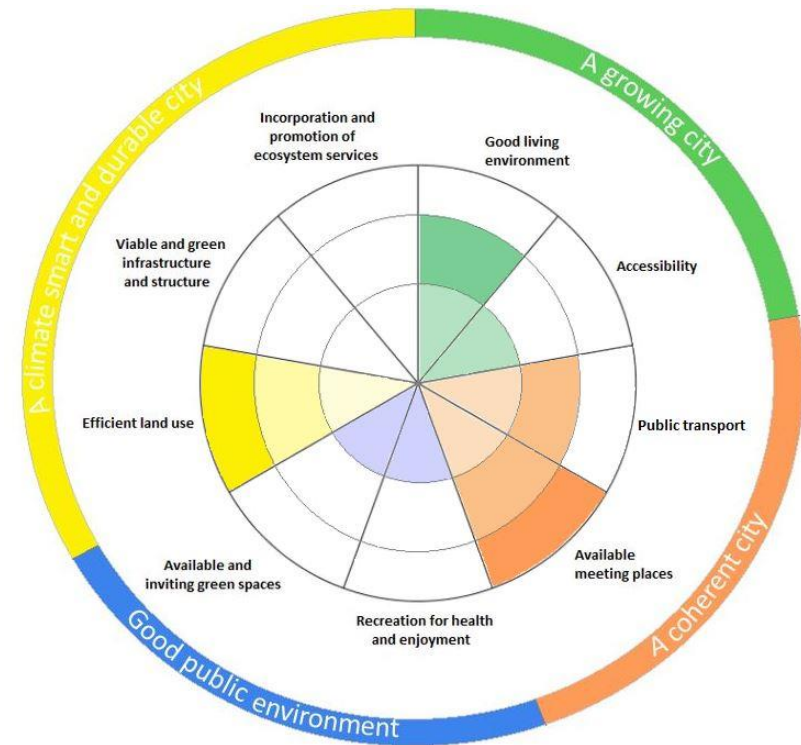 A climate smart and durable city
A growing city
A coherent city
Good public environment
Incorporation and
promotion of
ecosystem services
Good living
environment
Viable and green
infrastructure
and structure
Accessibility
Efficient land use
Public transport
Available and
inviting green spaces
Available
meeting places
Recreation for health
and enjoyment